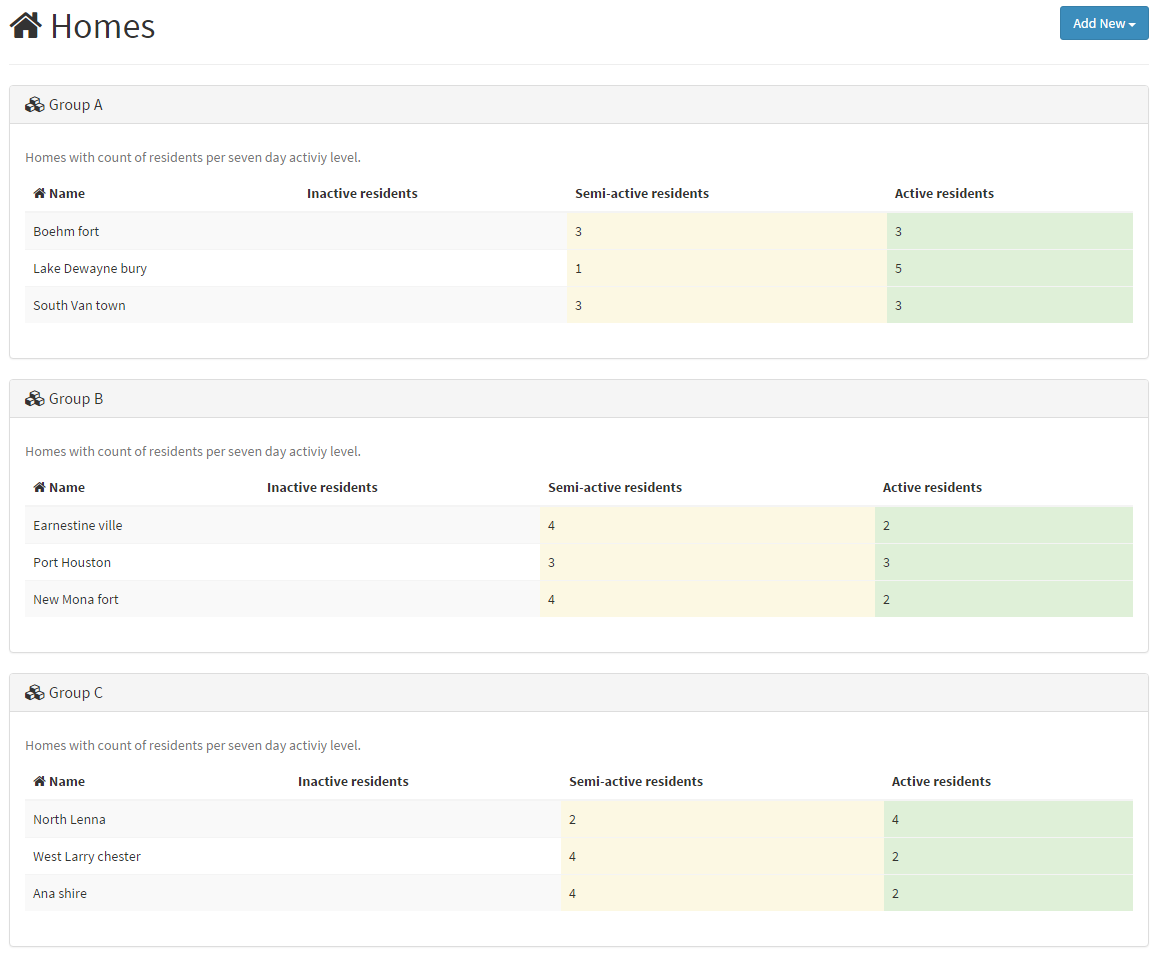 Homes
Add New
Group A
Homes with count of residents per seven day activiy level.
Name Inactive residents Semi-active residents Active residents
Boehm fort 3 3
Lake Dewayne bury 1 5
South Van town 3 3
Group B
Homes with count of residents per seven day activiy level.
Name Inactive residents Semi-active residents Active residents
Earnestine ville 4 2
Port Houston 3 3
New Mona fort 4 2
Group C
Homes with count of residents per seven day activiy level.
Name Inactive residents Semi-active residents Active residents
North Lenna 2 4
West Larry chester 4 2
Ana shire 4 2